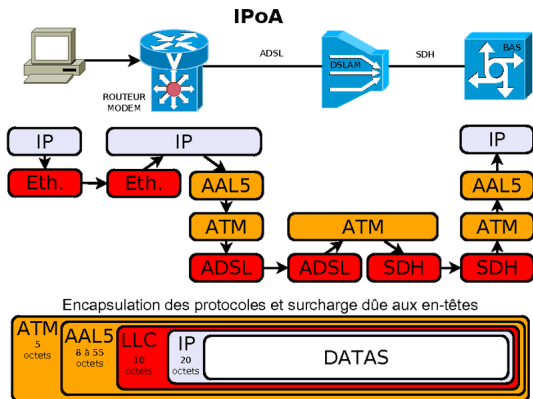 IPoA
ADSL
SDH
DSLAM
BAS
ROUTEUR
MODEM
IP
IP
IP
Eth.
Eth.
AAL5
AAL5
ATM
ATM
ATM
ADSL
ADSL
SDH
SDH
Encapsulation des protocoles et surcharge dûe aux en-têtes
ATM
5
octets
AAL5
8 à 55
octets
LLC
10
octets
IP
20
octets
DATAS